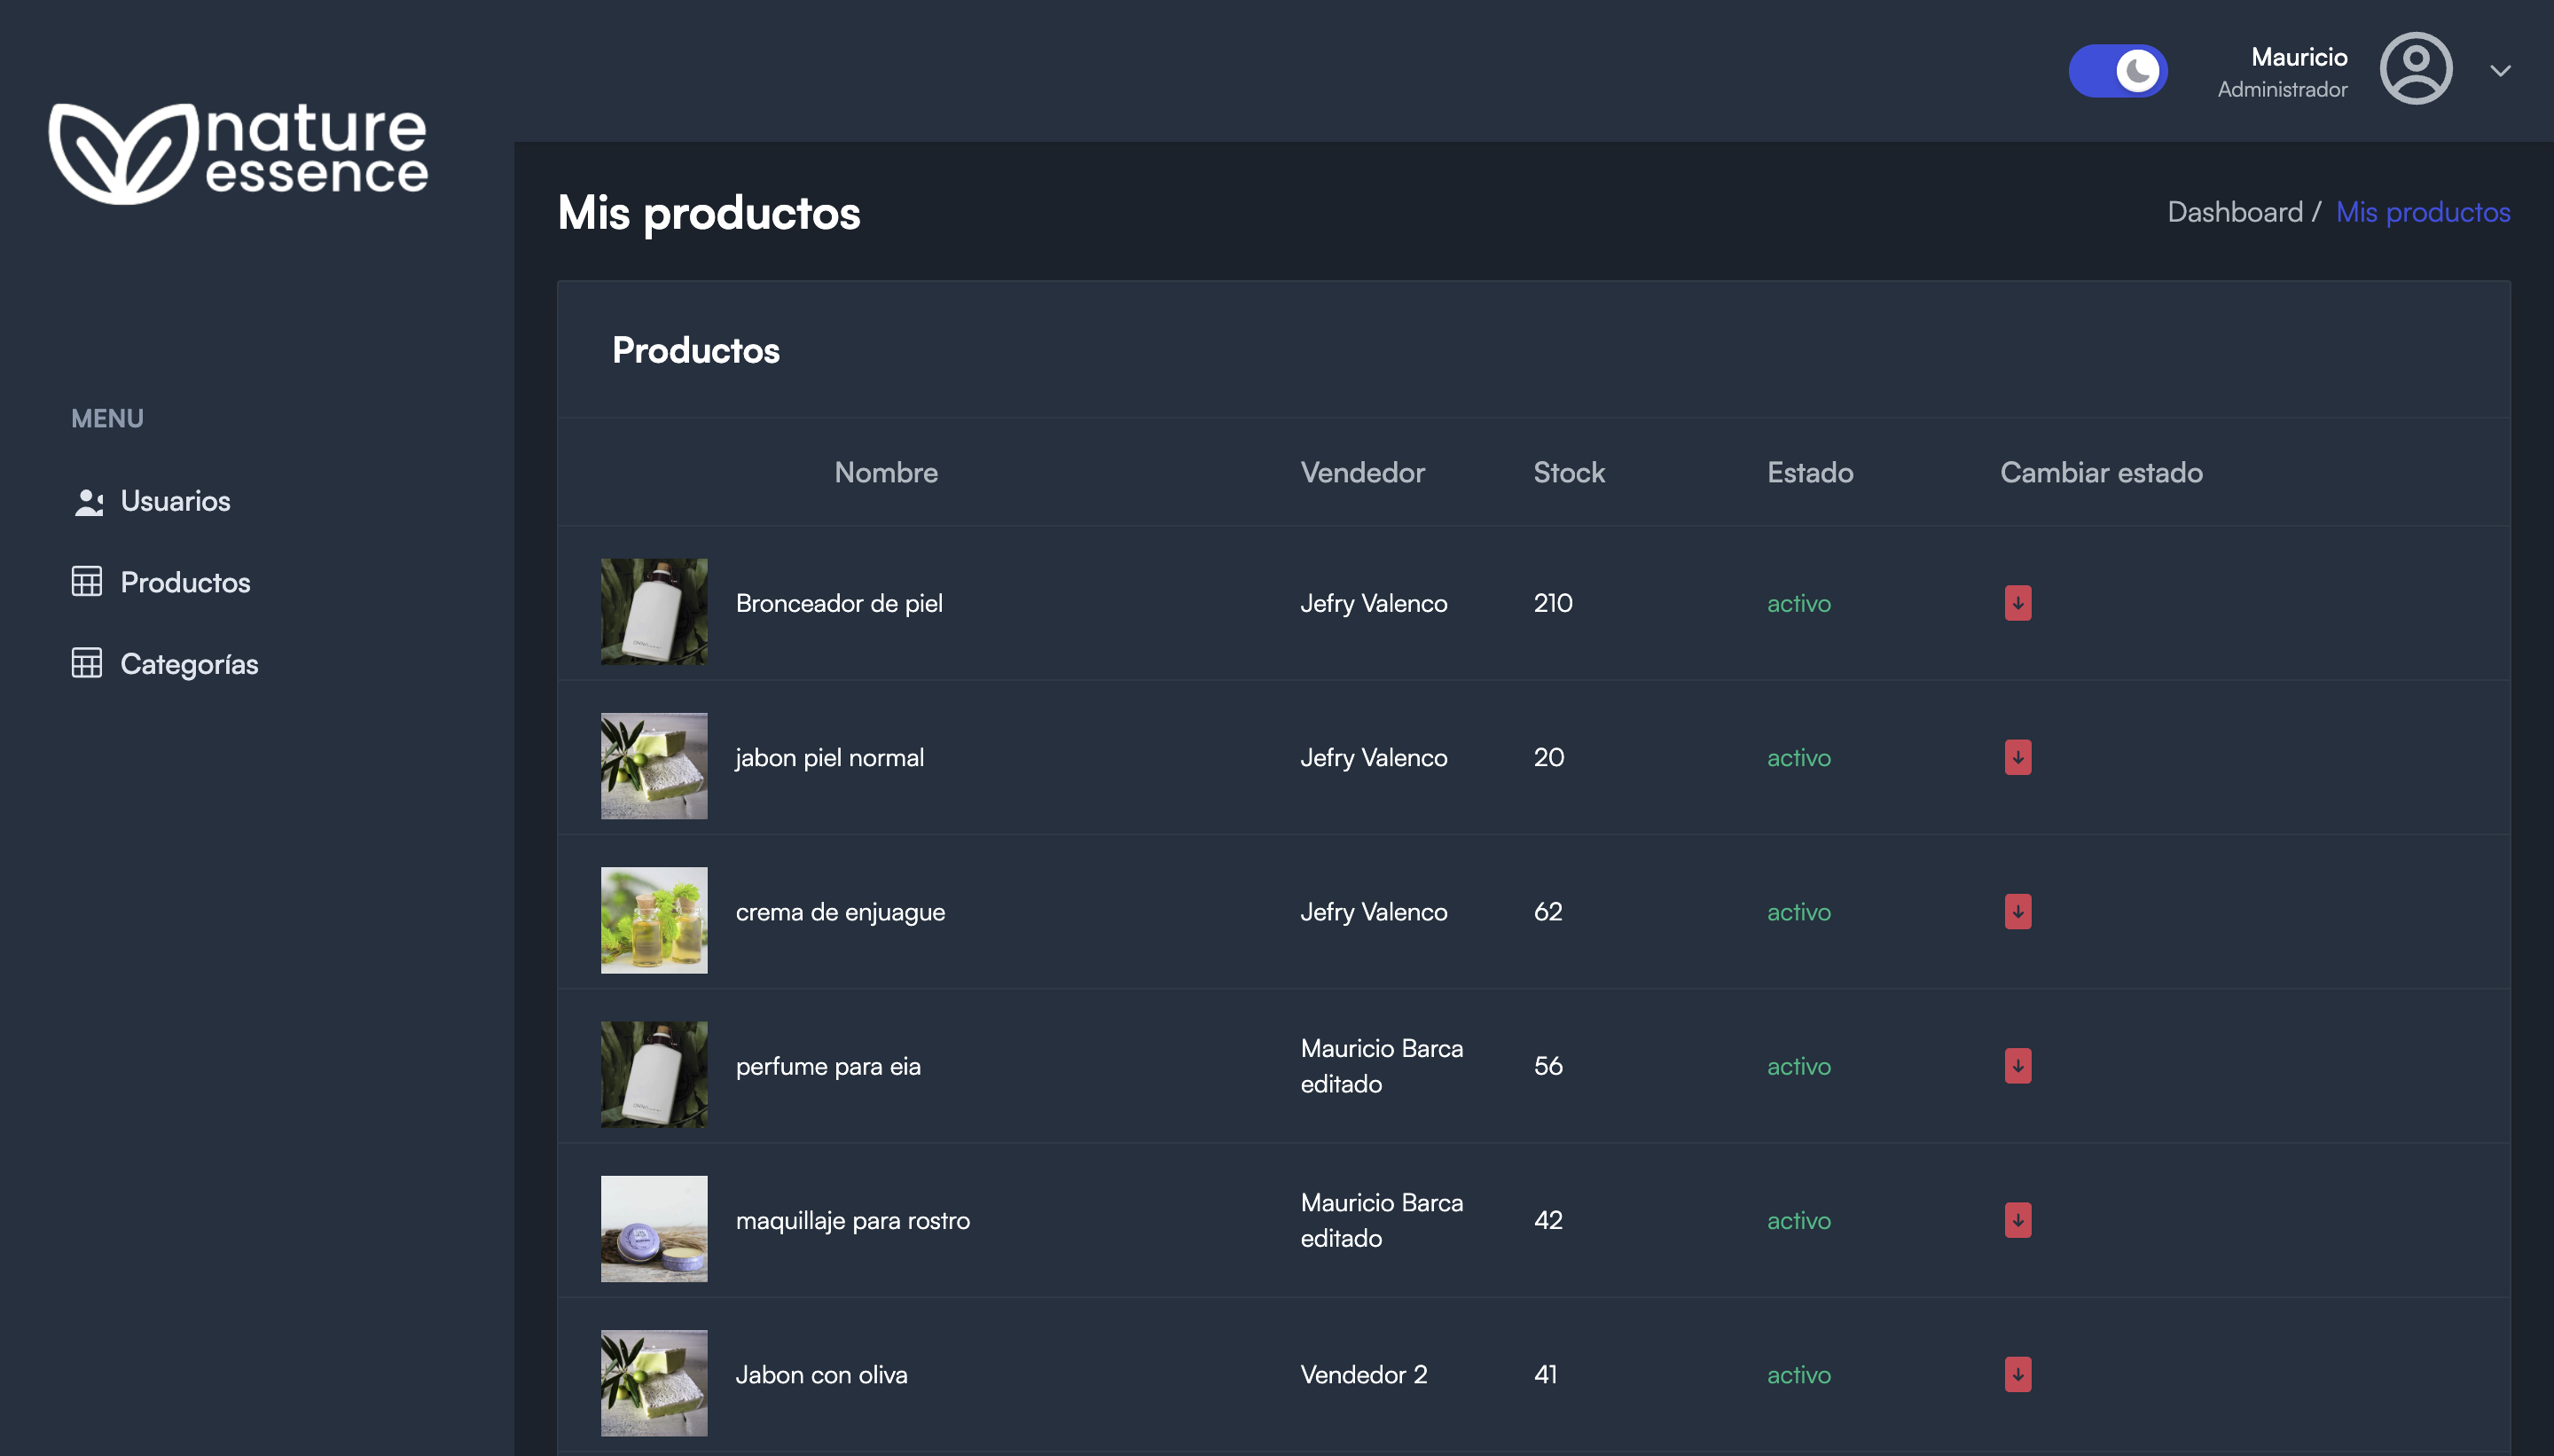 nature
essence
Mauricio
Administrador
MENU
Usuarios
Productos
Categorías
Mis productos
Dashboard / Mis productos
Productos
Nombre Vendedor Stock Estado Cambiar estado
Bronceador de piel Jefry Valenco 210 activo
jabon piel normal Jefry Valenco 20 activo
crema de enjuague Jefry Valenco 62 activo
perfume para eia Mauricio Barca editado 56 activo
maquillaje para rostro Mauricio Barca editado 42 activo
Jabon con oliva Vendedor 2 41 activo